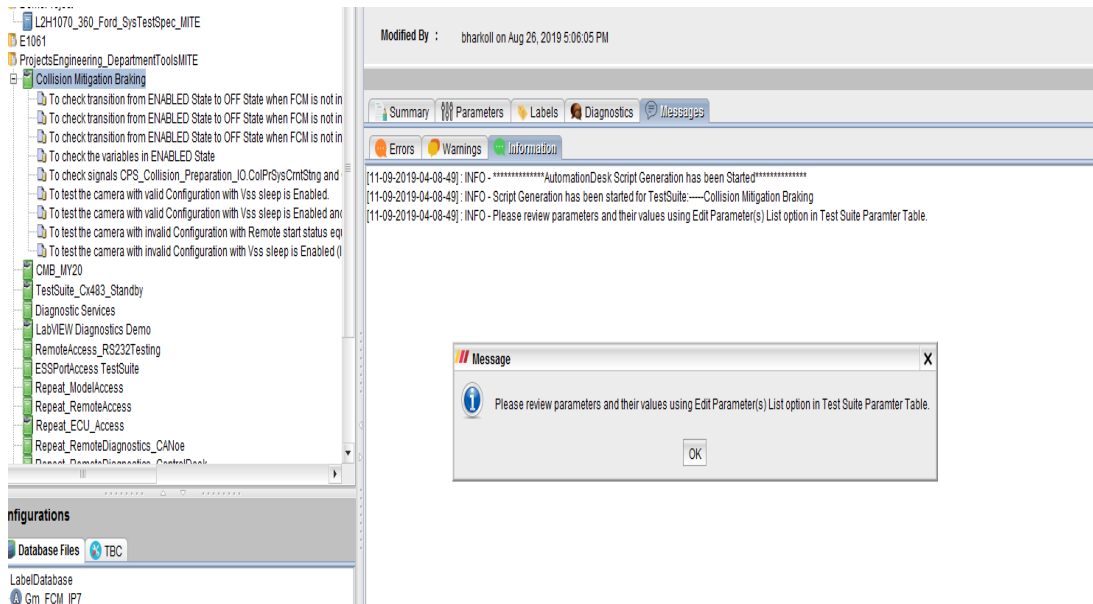 L2H1070_360_Ford_SysTestSpec_MITE
E1061
ProjectsEngineering_DepartmentToolsMITE
Collision Mitigation Braking
To check transition from ENABLED State to OFF State when FCM is not in
To check transition from ENABLED State to OFF State when FCM is not in
To check transition from ENABLED State to OFF State when FCM is not in
To check the variables in ENABLED State
To check signals CPS_Collision_Preparation_IO.ColPrSysCrntStng and
To test the camera with valid Configuration with Vss sleep is Enabled.
To test the camera with valid Configuration with Vss sleep is Enabled and
To test the camera with invalid Configuration with Remote start status equ
To test the camera with invalid Configuration with Vss sleep is Enabled (I
CMB_MY20
TestSuite_Cx483_Standby
Diagnostic Services
LabVIEW Diagnostics Demo
RemoteAccess_RS232Testing
ESSPortAccess TestSuite
Repeat_ModelAccess
Repeat_RemoteAccess
Repeat_ECU_Access
Repeat_RemoteDiagnostics_CANoe
Repeat_RemoteDiagnostics_ControlDesk
nfigurations
Database Files TBC
LabelDatabase
Gm_FCM_IP7
Modified By : bharkoll on Aug 26, 2019 5:06:05 PM
Summary Parameters Labels Diagnostics Messages
Errors Warnings Information
[11-09-2019-04-08-49] : INFO - **************AutomationDesk Script Generation has been Started**************
[11-09-2019-04-08-49] : INFO - Script Generation has been started for TestSuite:-----Collision Mitigation Braking
[11-09-2019-04-08-49] : INFO - Please review parameters and their values using Edit Parameter(s) List option in Test Suite Paramter Table.
Message X
Please review parameters and their values using Edit Parameter(s) List option in Test Suite Paramter Table.
OK